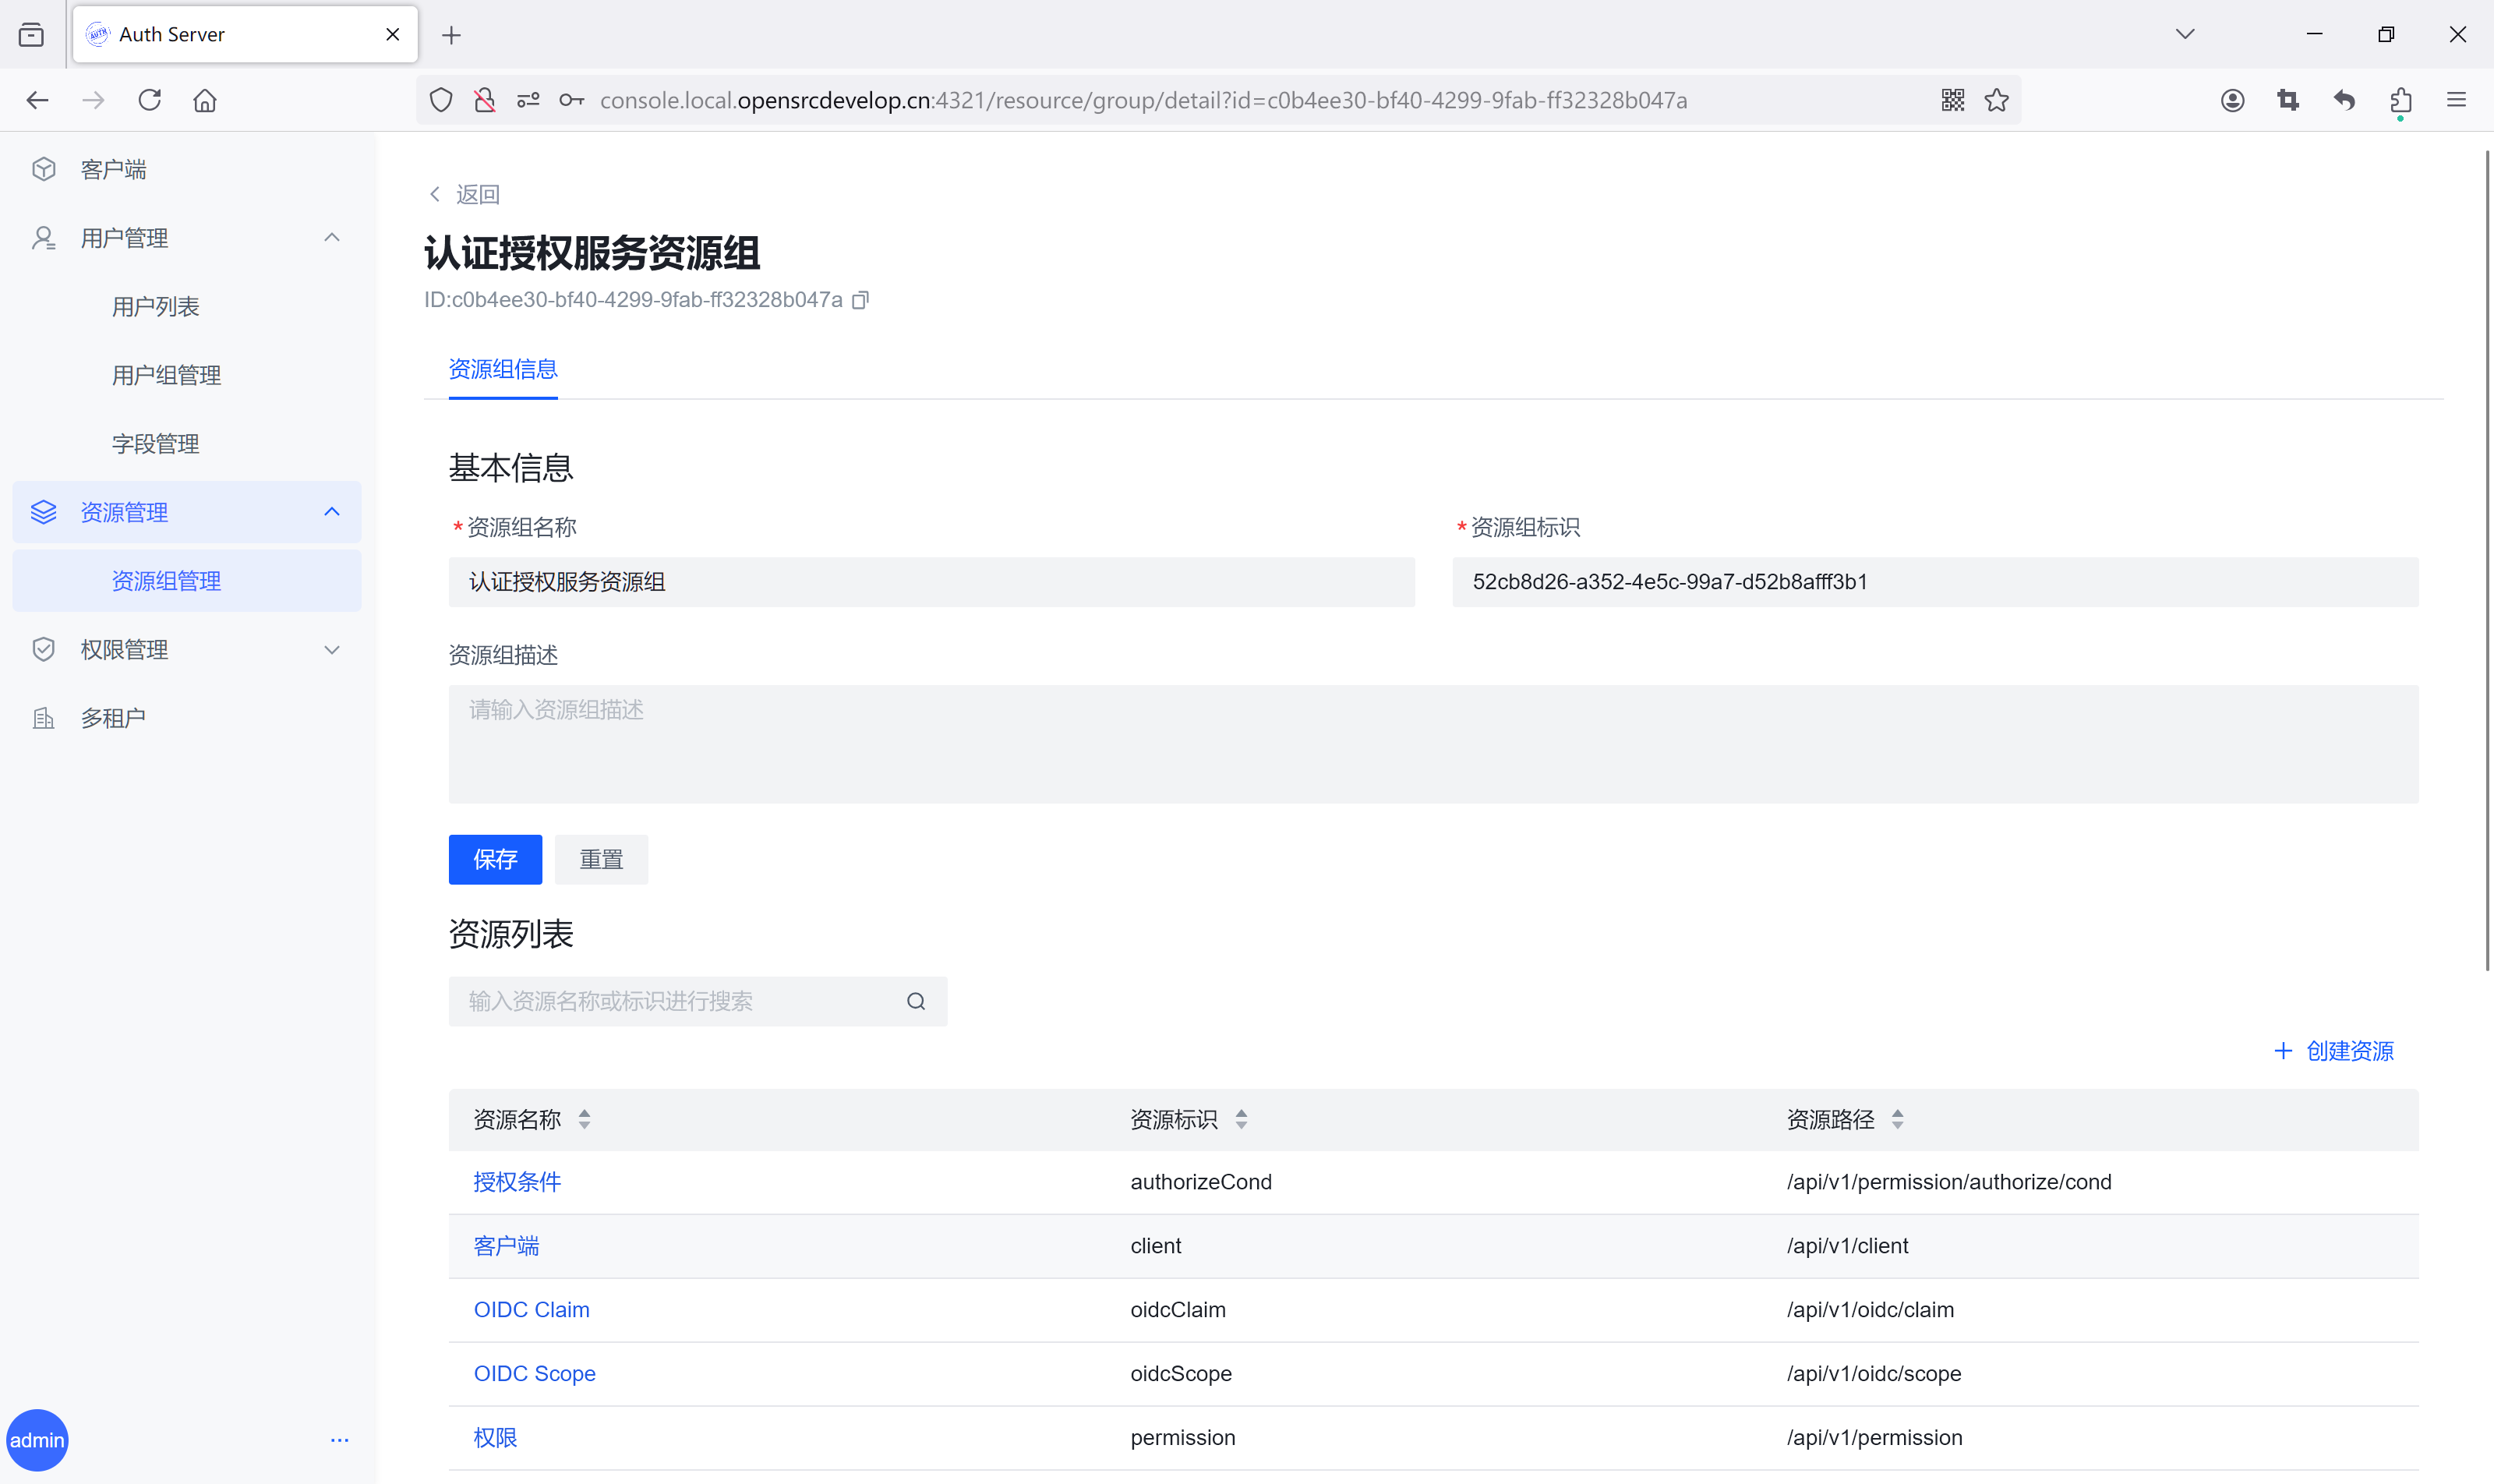 Auth Server
console.local.opensrcdevelop.cn:4321/resource/group/detail?id=c0b4ee30-bf40-4299-9fab-ff32328b047a
客户端
用户管理
用户列表
用户组管理
字段管理
资源管理
资源组管理
权限管理
多租户
admin
...
返回
认证授权服务资源组
ID:c0b4ee30-bf40-4299-9fab-ff32328b047a
资源组信息
基本信息
*资源组名称
认证授权服务资源组
*资源组标识
52cb8d26-a352-4e5c-99a7-d52b8afff3b1
资源组描述
请输入资源组描述
保存 重置
资源列表
输入资源名称或标识进行搜索
创建资源
资源名称 资源标识 资源路径
授权条件 authorizeCond /api/v1/permission/authorize/cond
客户端 client /api/v1/client
OIDC Claim oidcClaim /api/v1/oidc/claim
OIDC Scope oidcScope /api/v1/oidc/scope
权限 permission /api/v1/permission